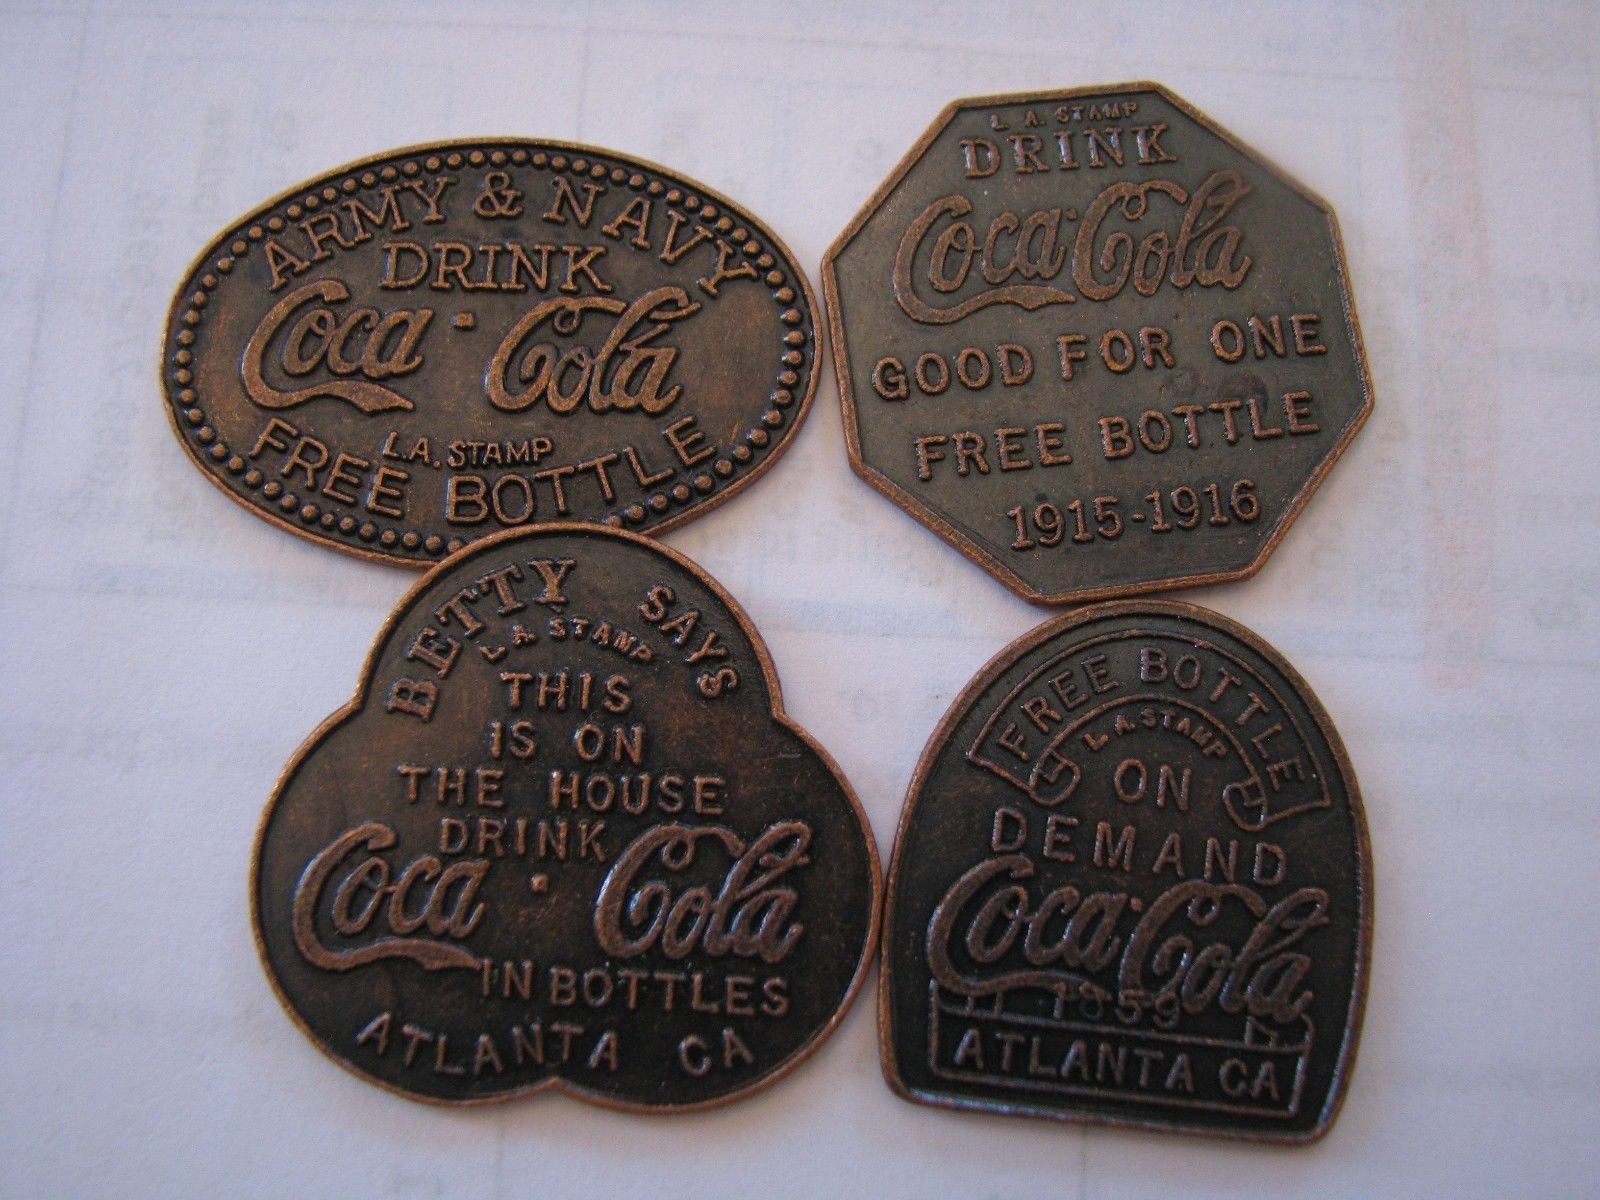 ARMY & NAVY
DRINK
Coca-Cola
L.A. STAMP
FREE BOTTLE
L. A. STAMP
DRINK
Coca-Cola
GOOD FOR ONE
FREE BOTTLE
1915-1916
BETTY SAYS
L A STAMP
THIS
IS ON
THE HOUSE
DRINK
Coca-Cola
IN BOTTLES
ATLANTA CA
FREE BOTTLE
L. A. STAMP
ON
DEMAND
Coca-Cola
1859
ATLANTA CA